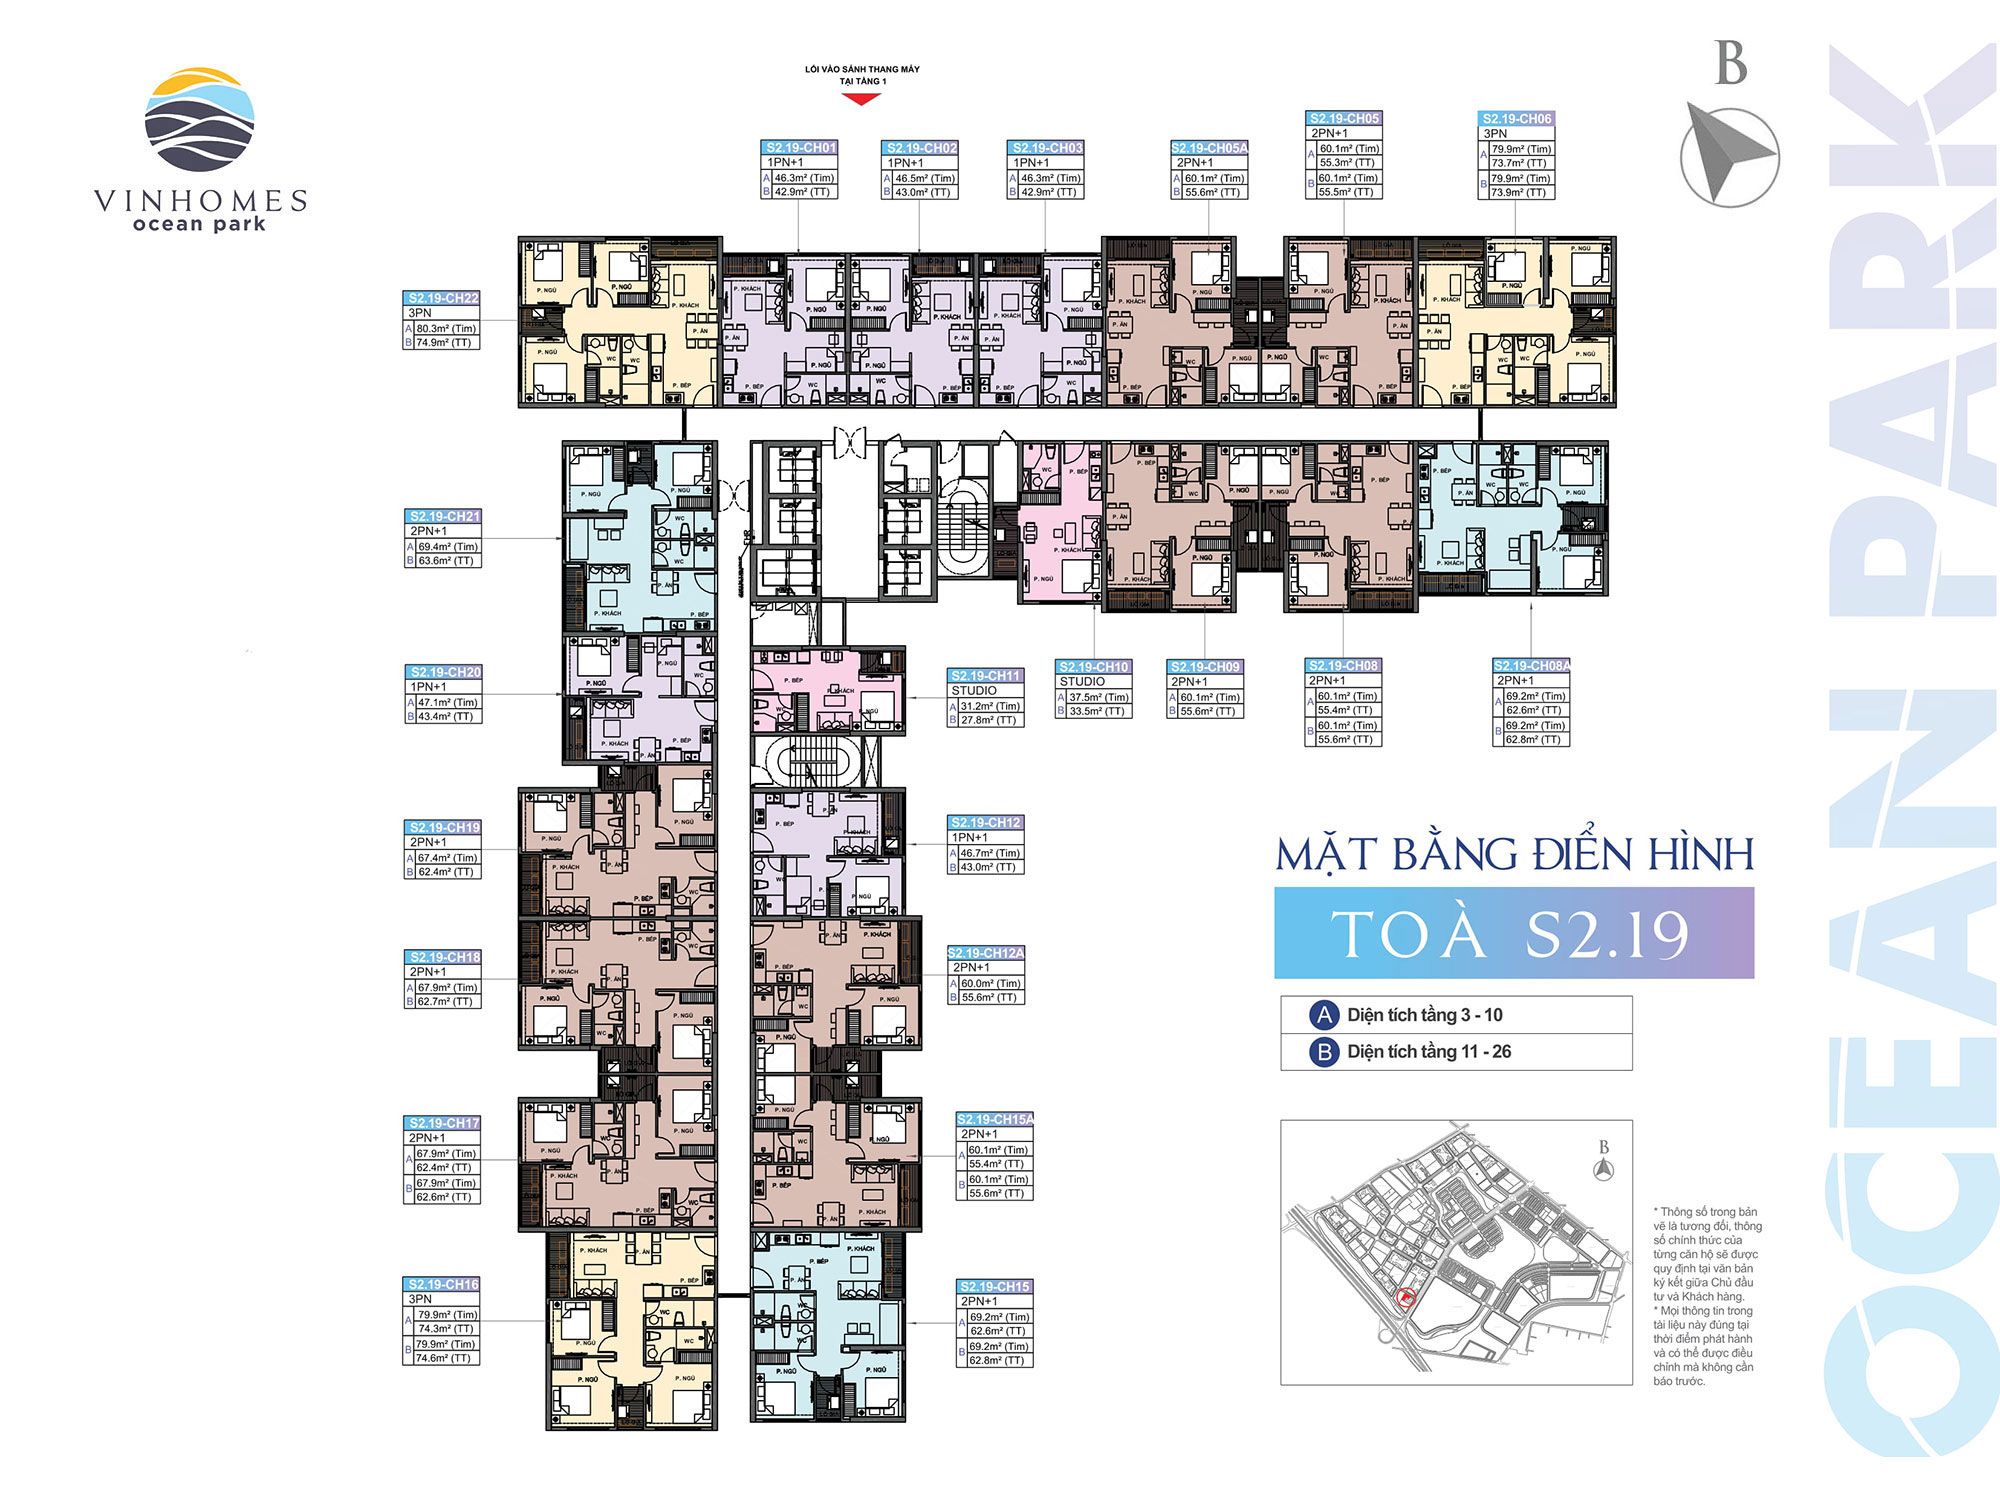 VINHOMES
ocean park
LỐI VÀO SẢNH THANG MÁY
TẠI TẦNG 1
B
S2.19-CH01
1PN+1
A 46.3m² (Tim)
B 42.9m² (TT)
S2.19-CH02
1PN+1
A 46.5m² (Tim)
B 43.0m² (TT)
S2.19-CH03
1PN+1
A 46.3m² (Tim)
B 42.9m² (TT)
S2.19-CH05A
2PN+1
A 60.1m² (Tim)
B 55.6m² (TT)
S2.19-CH05
2PN+1
A 60.1m² (Tim)
55.3m² (TT)
B 60.1m² (Tim)
55.5m² (TT)
S2.19-CH06
3PN
A 79.9m² (Tim)
73.7m² (TT)
B 79.9m² (Tim)
73.9m² (TT)
S2.19-CH22
3PN
A 80.3m² (Tim)
B 74.9m² (TT)
S2.19-CH21
2PN+1
A 69.4m² (Tim)
B 63.6m² (TT)
S2.19-CH20
1PN+1
A 47.1m² (Tim)
B 43.4m² (TT)
S2.19-CH19
2PN+1
A 67.4m² (Tim)
B 62.4m² (TT)
S2.19-CH18
2PN+1
A 67.9m² (Tim)
B 62.7m² (TT)
S2.19-CH17
2PN+1
A 67.9m² (Tim)
62.4m² (TT)
B 67.9m² (Tim)
62.6m² (TT)
S2.19-CH16
3PN
A 79.9m² (Tim)
74.3m² (TT)
B 79.9m² (Tim)
74.6m² (TT)
S2.19-CH11
STUDIO
A 31.2m² (Tim)
B 27.8m² (TT)
S2.19-CH10
STUDIO
A 37.5m² (Tim)
B 33.5m² (TT)
S2.19-CH09
2PN+1
A 60.1m² (Tim)
B 55.6m² (TT)
S2.19-CH08
2PN+1
A 60.1m² (Tim)
55.4m² (TT)
B 60.1m² (Tim)
55.6m² (TT)
S2.19-CH08A
2PN+1
A 69.2m² (Tim)
62.6m² (TT)
B 69.2m² (Tim)
62.8m² (TT)
S2.19-CH12
1PN+1
A 46.7m² (Tim)
B 43.0m² (TT)
S2.19-CH12A
2PN+1
A 60.0m² (Tim)
B 55.6m² (TT)
S2.19-CH15A
2PN+1
A 60.1m² (Tim)
55.4m² (TT)
B 60.1m² (Tim)
55.6m² (TT)
S2.19-CH15
2PN+1
A 69.2m² (Tim)
62.6m² (TT)
B 69.2m² (Tim)
62.8m² (TT)
MẶT BẰNG ĐIỂN HÌNH
TOÀ S2.19
A Diện tích tầng 3 - 10
B Diện tích tầng 11 - 26
B
* Thông số trong bản
vẽ là tương đối, thông
số chính thức của
từng căn hộ sẽ được
quy định tại văn bản
ký kết giữa Chủ đầu
tư và Khách hàng.
* Mọi thông tin trong
tài liệu này đúng tại
thời điểm phát hành
và có thể được điều
chỉnh mà không cần
báo trước.
OCEAN PARK